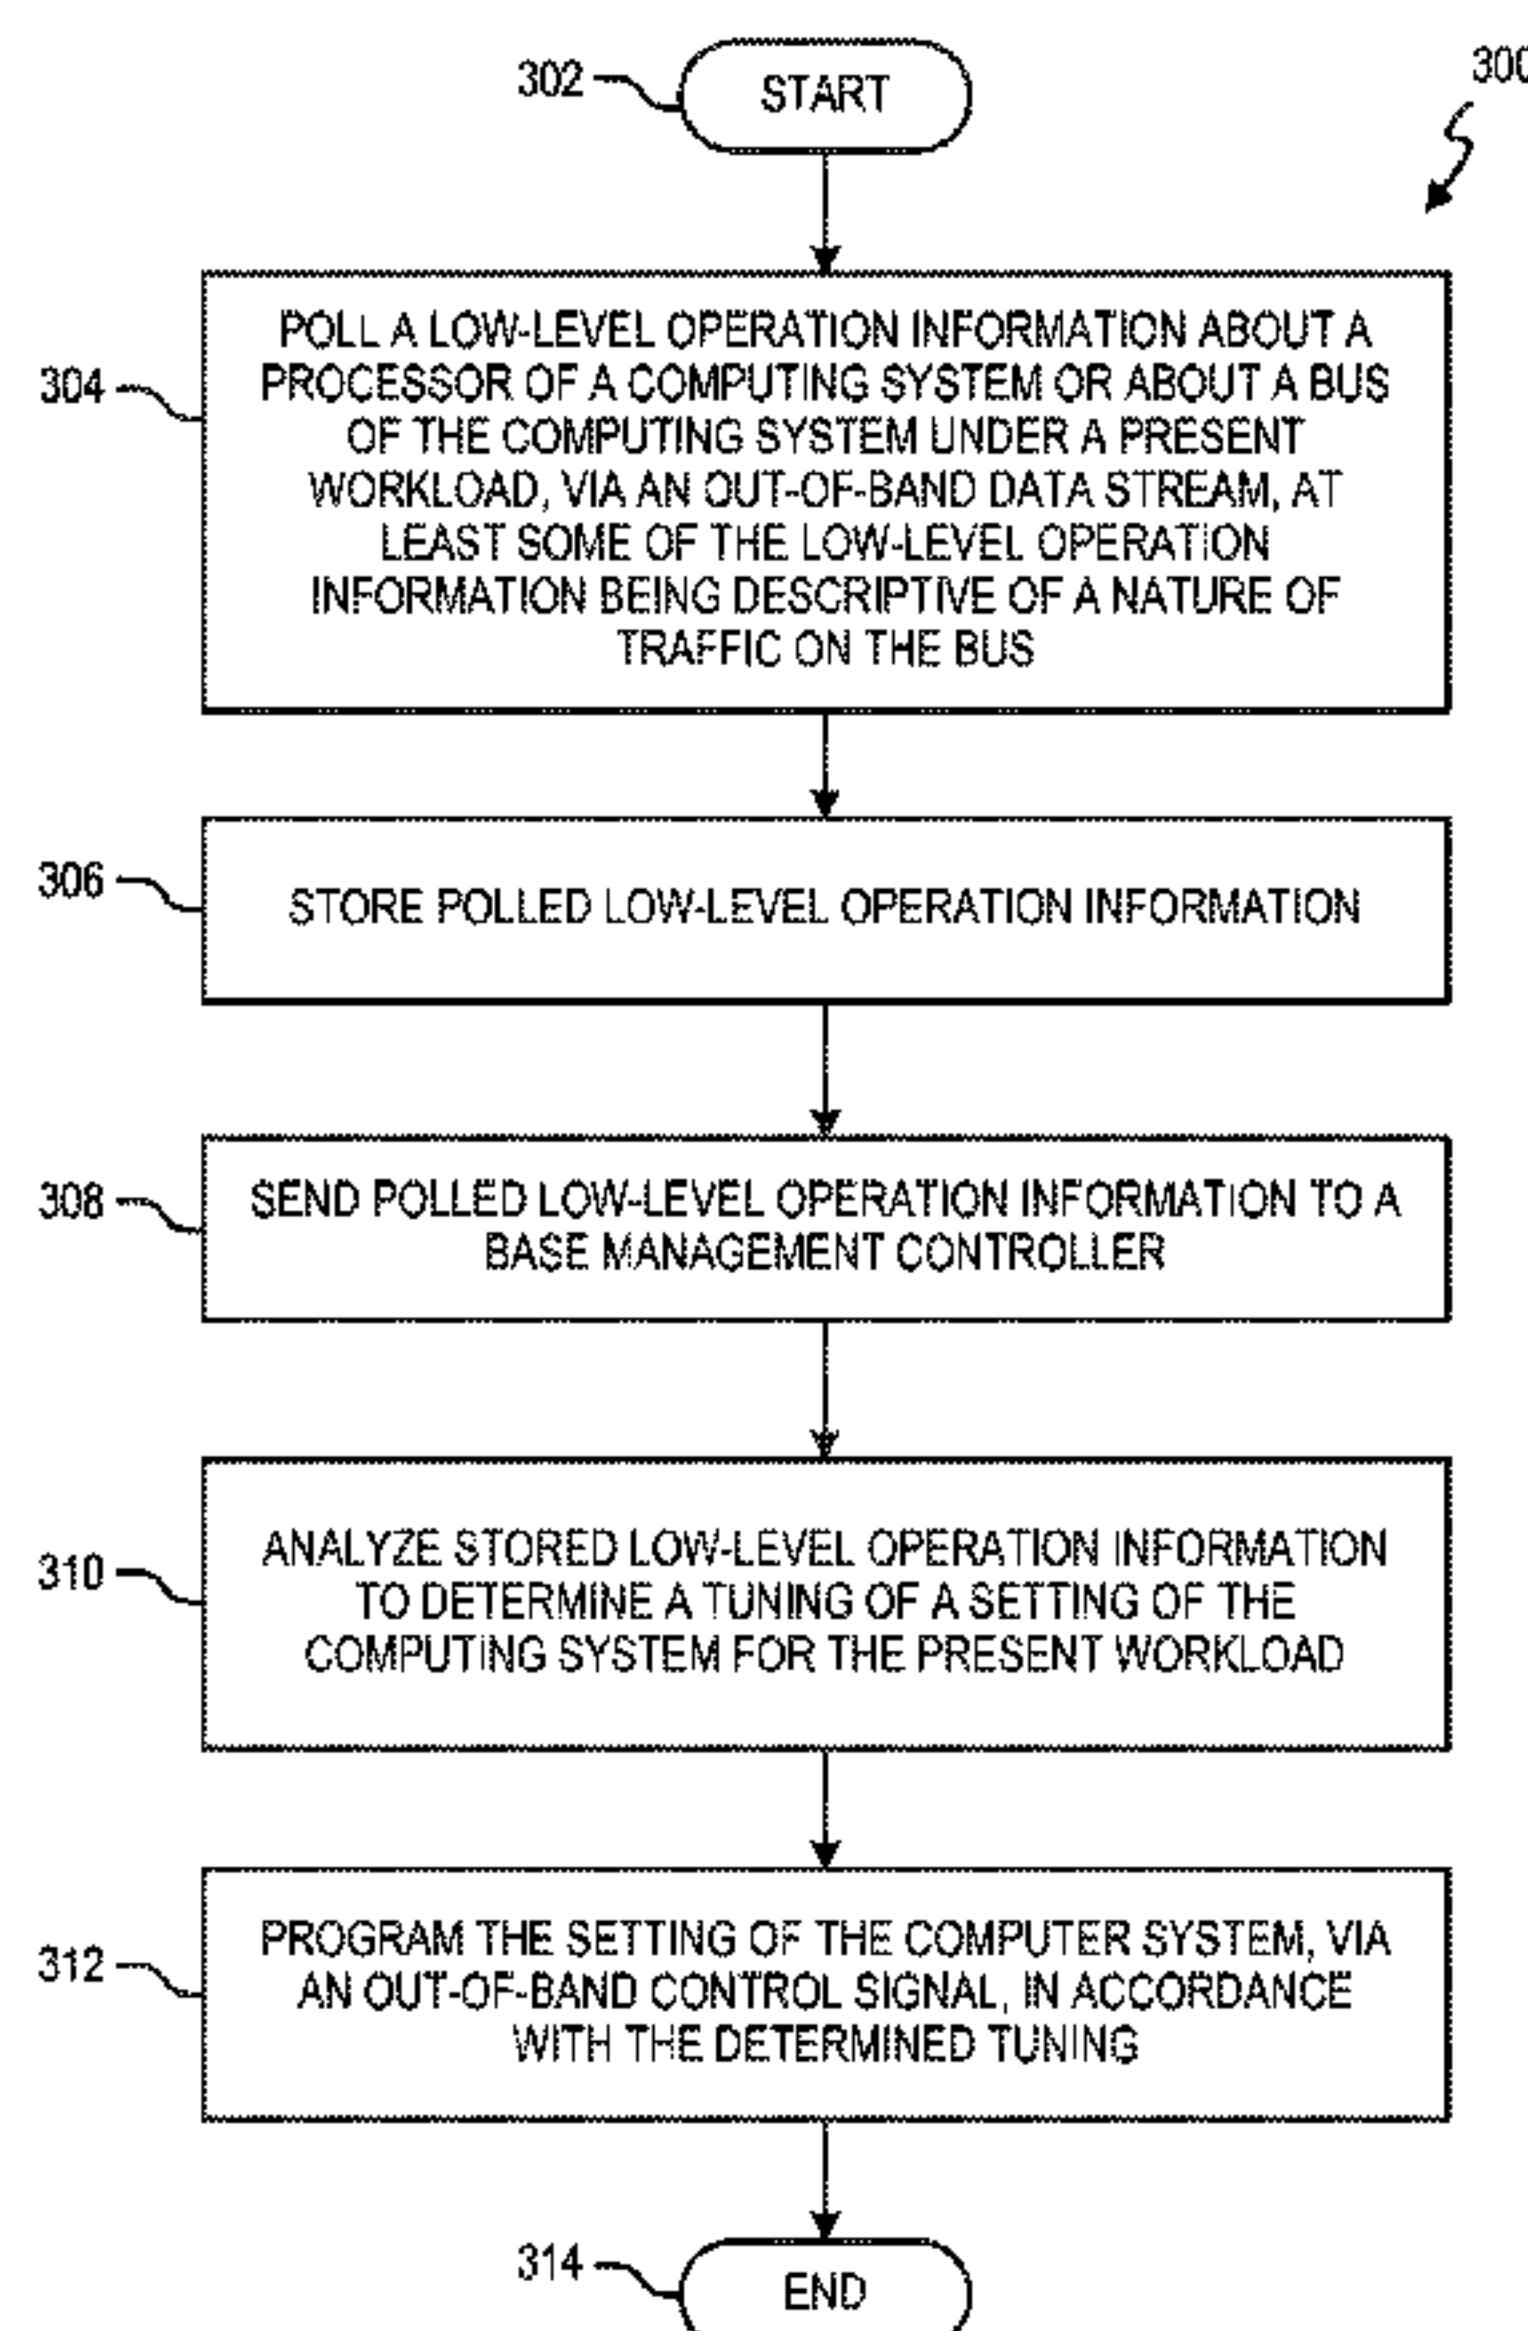 302
START
300
304
POLL A LOW-LEVEL OPERATION INFORMATION ABOUT A
PROCESSOR OF A COMPUTING SYSTEM OR ABOUT A BUS
OF THE COMPUTING SYSTEM UNDER A PRESENT
WORKLOAD, VIA AN OUT-OF-BAND DATA STREAM, AT
LEAST SOME OF THE LOW-LEVEL OPERATION
INFORMATION BEING DESCRIPTIVE OF A NATURE OF
TRAFFIC ON THE BUS
306
STORE POLLED LOW-LEVEL OPERATION INFORMATION
308
SEND POLLED LOW-LEVEL OPERATION INFORMATION TO A
BASE MANAGEMENT CONTROLLER
310
ANALYZE STORED LOW-LEVEL OPERATION INFORMATION
TO DETERMINE A TUNING OF A SETTING OF THE
COMPUTING SYSTEM FOR THE PRESENT WORKLOAD
312
PROGRAM THE SETTING OF THE COMPUTER SYSTEM, VIA
AN OUT-OF-BAND CONTROL SIGNAL, IN ACCORDANCE
WITH THE DETERMINED TUNING
314
END